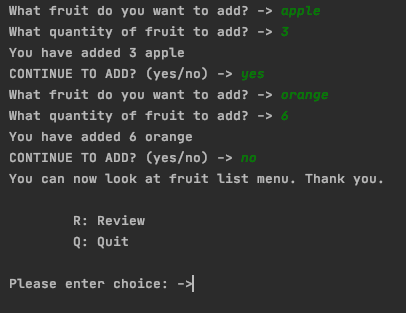 What fruit do you want to add? -> apple
What quantity of fruit to add? -> 3
You have added 3 apple
CONTINUE TO ADD? (yes/no) -> yes
What fruit do you want to add? -> orange
What quantity of fruit to add? -> 6
You have added 6 orange
CONTINUE TO ADD? (yes/no) -> no
You can now look at fruit list menu. Thank you.
R: Review
Q: Quit
Please enter choice: ->